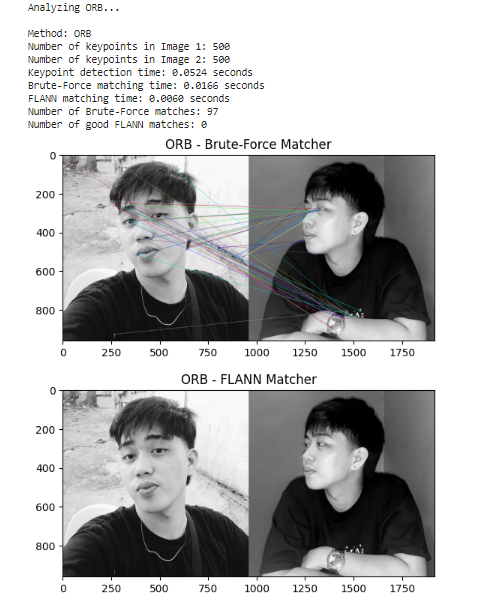 Analyzing ORB...
Method: ORB
Number of keypoints in Image 1: 500
Number of keypoints in Image 2: 500
Keypoint detection time: 0.0524 seconds
Brute-Force matching time: 0.0166 seconds
FLANN matching time: 0.0060 seconds
Number of Brute-Force matches: 97
Number of good FLANN matches: 0
ORB - Brute-Force Matcher
0
200
400
600
800
0 250 500 750 1000 1250 1500 1750
ORB - FLANN Matcher
0
200
400
600
800
0 250 500 750 1000 1250 1500 1750